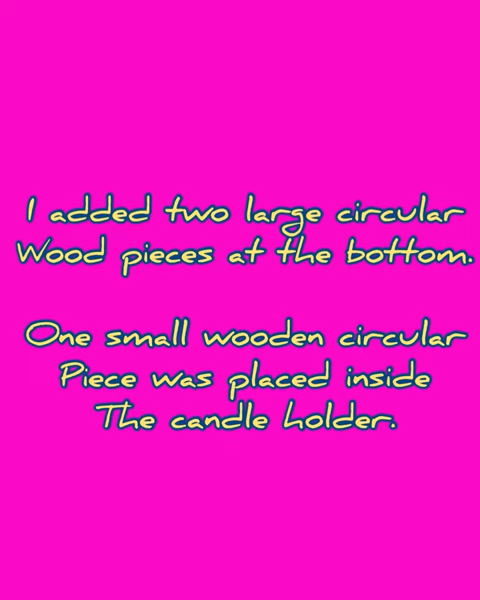 I added two large circular
Wood pieces at the bottom.
One small wooden circular
Piece was placed inside
The candle holder.